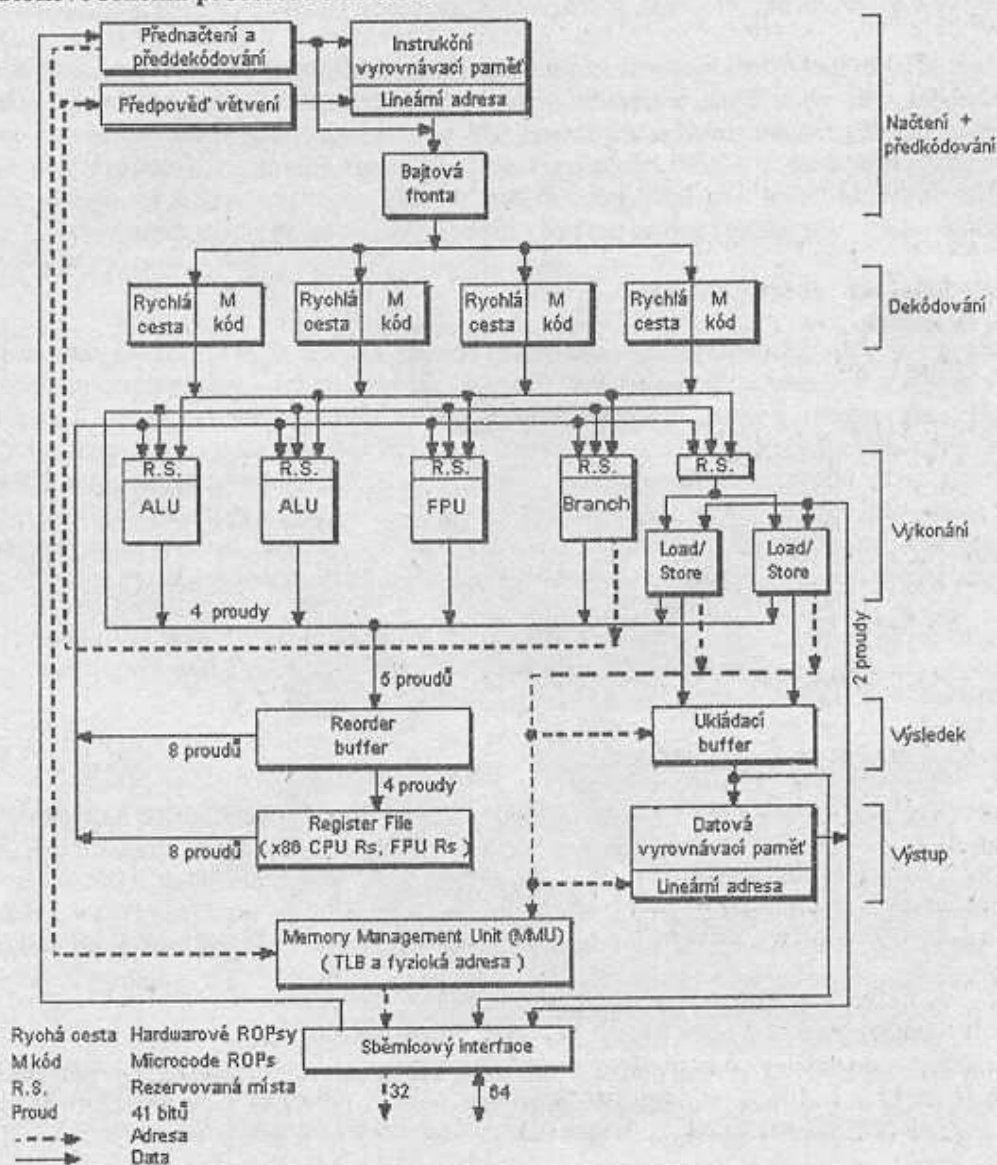 Přednačtení a
předdekódování
Instrukční
vyrovnávací paměť
Lineární adresa
Předpověď větvení
Načtení +
předkódování
Bajtová
fronta
Rychlá
cesta
M
kód
Rychlá
cesta
M
kód
Rychlá
cesta
M
kód
Rychlá
cesta
M
kód
Dekódování
R.S.
ALU
R.S.
ALU
R.S.
FPU
R.S.
Branch
R.S.
Load/
Store
Load/
Store
Vykonání
4 proudy
2 proudy
5 proudů
Reorder
buffer
8 proudů
Ukládací
buffer
Výsledek
4 proudy
Register File
( x86 CPU Rs, FPU Rs )
8 proudů
Datová
vyrovnávací paměť
Lineární adresa
Výstup
Memory Management Unit (MMU)
( TLB a fyzická adresa )
Sběrnicový interface
32
64
Rychá cesta Hardwarové ROPsy
M kód Microcode ROPs
R.S. Rezervovaná místa
Proud 41 bitů
Adresa
Data